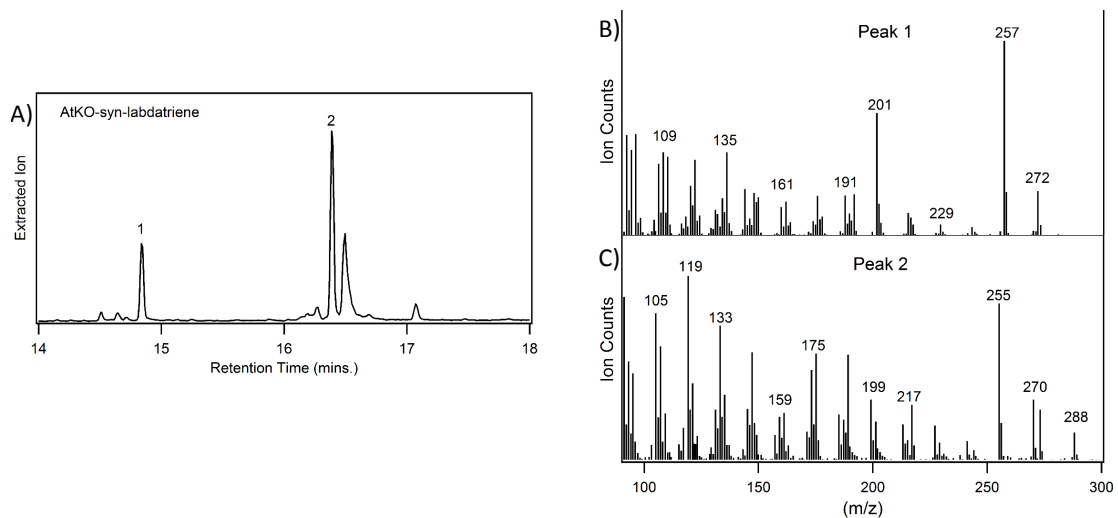 A)
AtKO-syn-labdatriene
1
2
Extracted Ion
14 15 16 17 18
Retention Time (mins.)
B)
Peak 1
Ion Counts
109
135
161
191
201
229
257
272
C)
Peak 2
Ion Counts
105
119
133
159
175
199
217
255
270
288
100 150 200 250 300
(m/z)